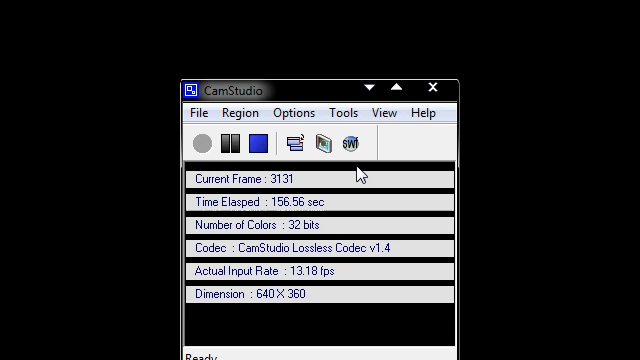 CamStudio
File Region Options Tools View Help
SWF
Current Frame : 3131
Time Elasped : 156.56 sec
Number of Colors : 32 bits
Codec : CamStudio Lossless Codec v1.4
Actual Input Rate : 13.18 fps
Dimension : 640 X 360
Ready